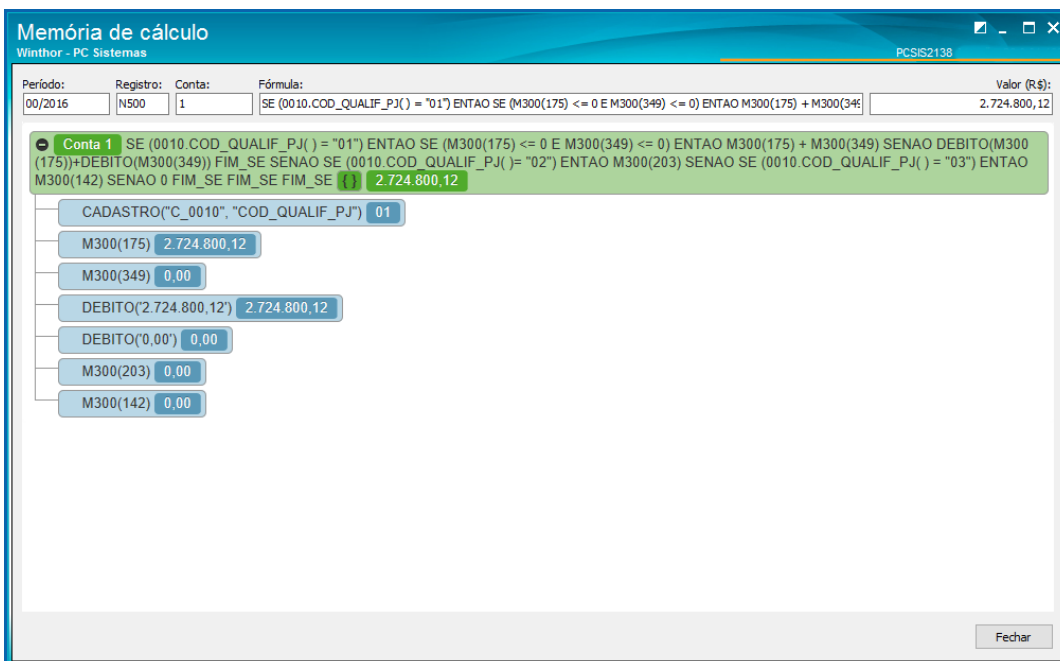 Memória de cálculo
Winthor - PC Sistemas
PCSIS2138
Período: Registro: Conta: Fórmula: Valor (R$):
00/2016 N500 1 SE (0010.COD_QUALIF_PJ( ) = "01") ENTAO SE (M300(175) <= 0 E M300(349) <= 0) ENTAO M300(175) + M300(349 2.724.800,12
Conta 1 SE (0010.COD_QUALIF_PJ( ) = "01") ENTAO SE (M300(175) <= 0 E M300(349) <= 0) ENTAO M300(175) + M300(349) SENAO DEBITO(M300
(175))+DEBITO(M300(349)) FIM_SE SENAO SE (0010.COD_QUALIF_PJ( )= "02") ENTAO M300(203) SENAO SE (0010.COD_QUALIF_PJ( ) = "03") ENTAO
M300(142) SENAO 0 FIM_SE FIM_SE FIM_SE { } 2.724.800,12
CADASTRO("C_0010", "COD_QUALIF_PJ") 01
M300(175) 2.724.800,12
M300(349) 0,00
DEBITO('2.724.800,12') 2.724.800,12
DEBITO('0,00') 0,00
M300(203) 0,00
M300(142) 0,00
Fechar